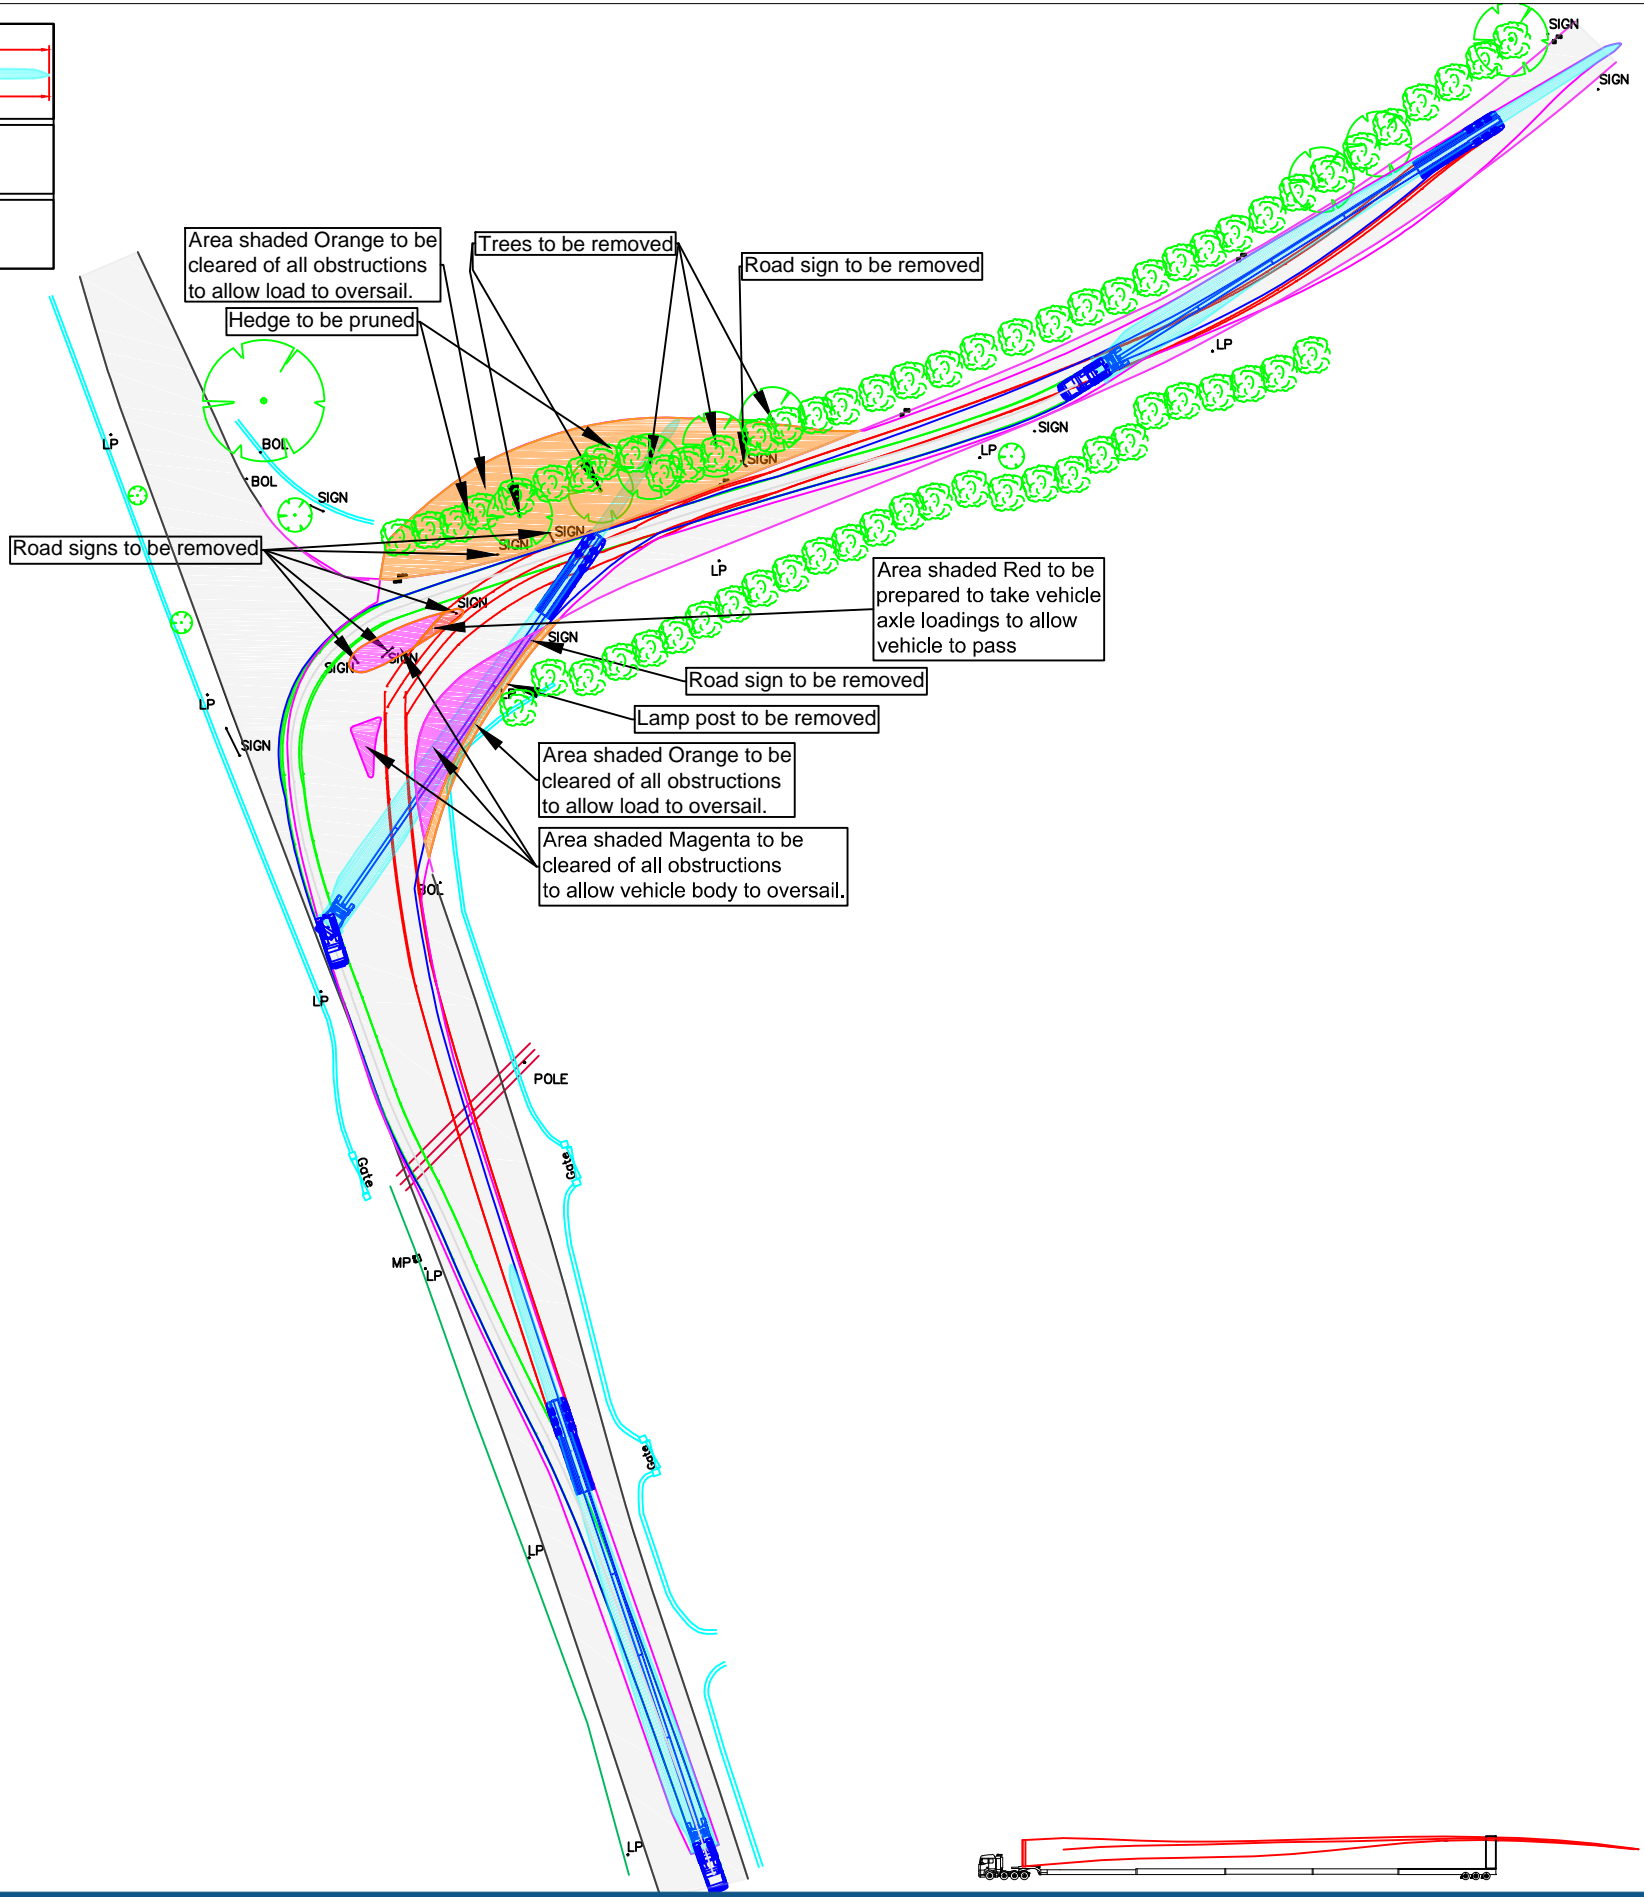 SIGN
SIGN
Area shaded Orange to be
cleared of all obstructions
to allow load to oversail.
Trees to be removed
Road sign to be removed
Hedge to be pruned
LP
LP
BOL
SIGN
LP
SIGN
BOL
SIGN
SIGN
SIGN
Road signs to be removed
LP
Area shaded Red to be
prepared to take vehicle
axle loadings to allow
vehicle to pass
SIGN
SIGN
SIGN
SIGN
Road sign to be removed
LP
LP
Lamp post to be removed
SIGN
Area shaded Orange to be
cleared of all obstructions
to allow load to oversail.
Area shaded Magenta to be
cleared of all obstructions
to allow vehicle body to oversail.
BOL
LP
POLE
Gate
Gate
MP
LP
Gate
LP
LP